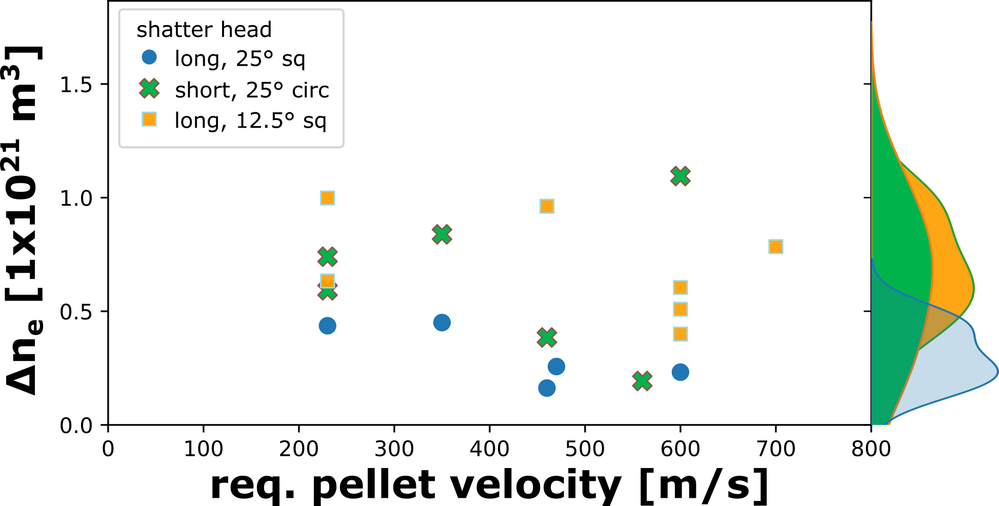 shatter head
long, 25° sq
short, 25° circ
long, 12.5° sq
Δnₑ [1x10²¹ m³]
1.5
1.0
0.5
0.0
0 100 200 300 400 500 600 700 800
req. pellet velocity [m/s]